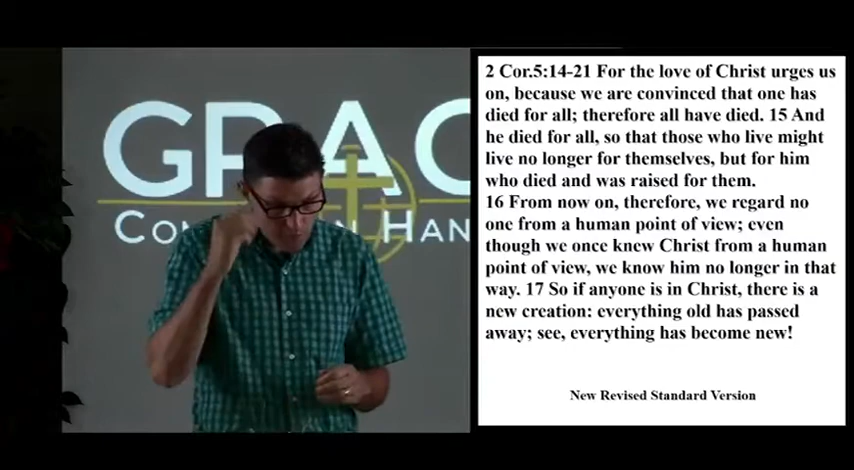 GRAC
2 Cor.5:14-21 For the love of Christ urges us
on, because we are convinced that one has
died for all; therefore all have died. 15 And
he died for all, so that those who live might
live no longer for themselves, but for him
who died and was raised for them.
16 From now on, therefore, we regard no
one from a human point of view; even
though we once knew Christ from a human
point of view, we know him no longer in that
way. 17 So if anyone is in Christ, there is a
new creation: everything old has passed
away; see, everything has become new!
New Revised Standard Version